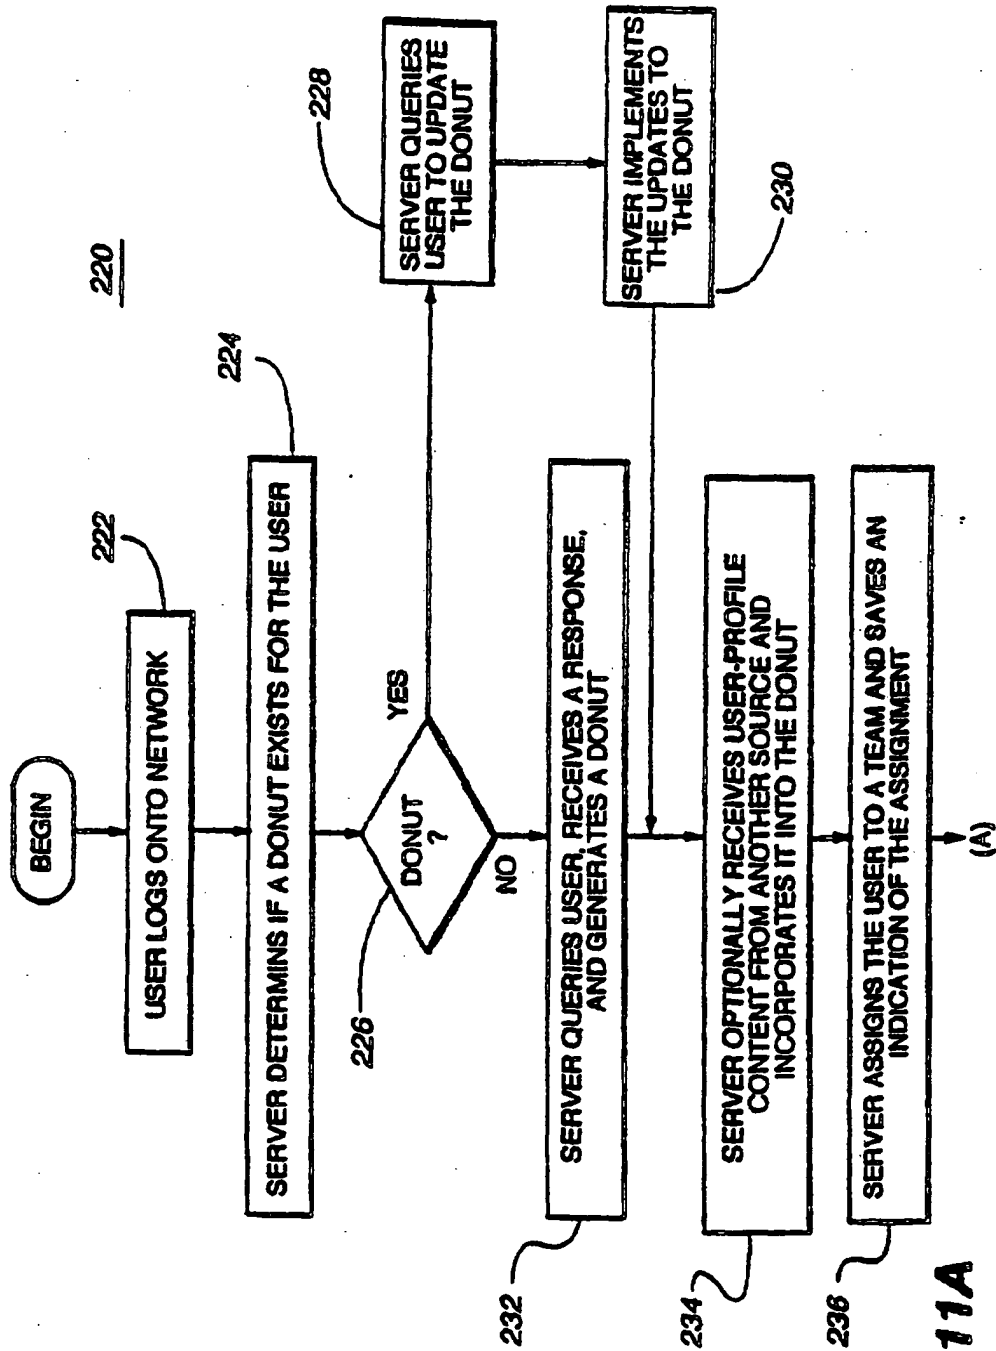 220
BEGIN
222
USER LOGS ONTO NETWORK
224
SERVER DETERMINS IF A DONUT EXISTS FOR THE USER
226
DONUT
?
YES
NO
228
SERVER QUERIES
USER TO UPDATE
THE DONUT
SERVER IMPLEMENTS
THE UPDATES TO
THE DONUT
230
232
SERVER QUERIES USER, RECEIVES A RESPONSE,
AND GENERATES A DONUT
234
SERVER OPTIONALLY RECEIVES USER-PROFILE
CONTENT FROM ANOTHER SOURCE AND
INCORPORATES IT INTO THE DONUT
236
SERVER ASSIGNS THE USER TO A TEAM AND SAVES AN
INDICATION OF THE ASSIGNMENT
(A)
11A